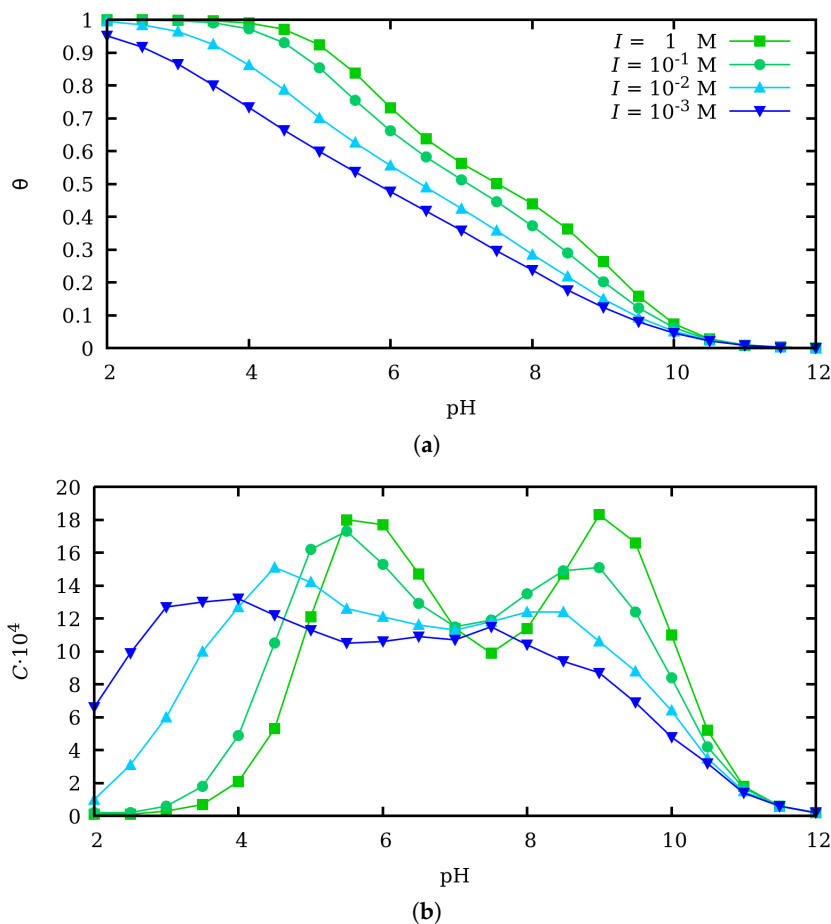 1
0.9
0.8
0.7
0.6
0.5
0.4
0.3
0.2
0.1
0
θ
I = 1 M
I = 10⁻¹ M
I = 10⁻² M
I = 10⁻³ M
2 4 6 8 10 12
pH
(a)
20
18
16
14
12
10
8
6
4
2
0
C·10⁴
2 4 6 8 10 12
pH
(b)